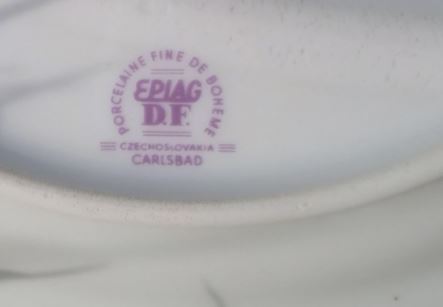 PORCELAINE FINE DE BOHEME
EPIAG
D.F.
CZECHOSLOVAKIA
CARLSBAD